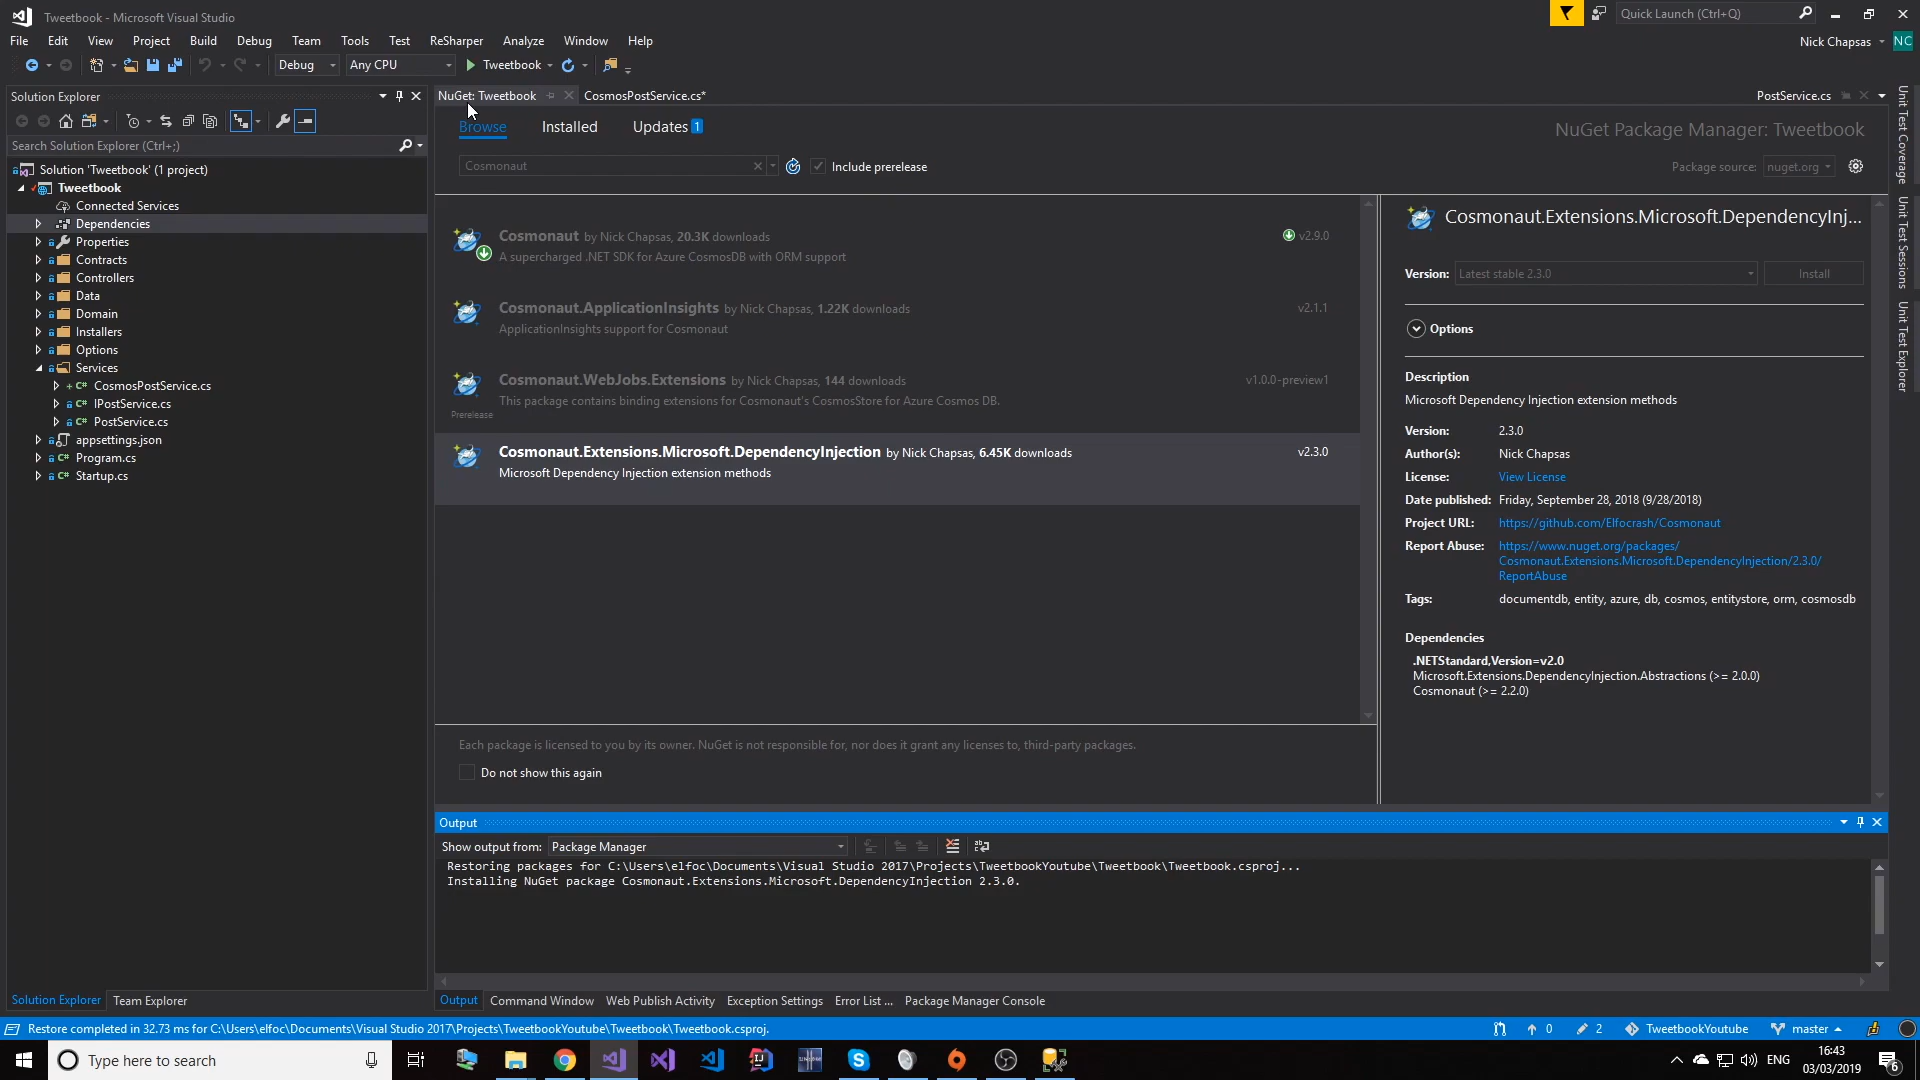 Tweetbook - Microsoft Visual Studio
Quick Launch (Ctrl+Q)
File Edit View Project Build Debug Team Tools Test ReSharper Analyze Window Help
Nick Chapsas NC
Debug Any CPU Tweetbook
Solution Explorer
NuGet: Tweetbook CosmosPostService.cs* PostService.cs
Search Solution Explorer (Ctrl+;)
Solution 'Tweetbook' (1 project)
Tweetbook
Connected Services
Dependencies
Properties
Contracts
Controllers
Data
Domain
Installers
Options
Services
CosmosPostService.cs
IPostService.cs
PostService.cs
appsettings.json
Program.cs
Startup.cs
Solution Explorer Team Explorer
Browse Installed Updates 1
NuGet Package Manager: Tweetbook
Cosmonaut Include prerelease
Package source: nuget.org
Cosmonaut by Nick Chapsas, 20.3K downloads v2.9.0
A supercharged .NET SDK for Azure CosmosDB with ORM support
Cosmonaut.ApplicationInsights by Nick Chapsas, 1.22K downloads v2.1.1
ApplicationInsights support for Cosmonaut
Cosmonaut.WebJobs.Extensions by Nick Chapsas, 144 downloads v1.0.0-preview1
This package contains binding extensions for Cosmonaut's CosmosStore for Azure Cosmos DB.
Prerelease
Cosmonaut.Extensions.Microsoft.DependencyInjection by Nick Chapsas, 6.45K downloads v2.3.0
Microsoft Dependency Injection extension methods
Each package is licensed to you by its owner. NuGet is not responsible for, nor does it grant any licenses to, third-party packages.
Do not show this again
Cosmonaut.Extensions.Microsoft.DependencyInj...
Version: Latest stable 2.3.0 Install
Options
Description
Microsoft Dependency Injection extension methods
Version: 2.3.0
Author(s): Nick Chapsas
License: View License
Date published: Friday, September 28, 2018 (9/28/2018)
Project URL: https://github.com/Elfocrash/Cosmonaut
Report Abuse: https://www.nuget.org/packages/
Cosmonaut.Extensions.Microsoft.DependencyInjection/2.3.0/
ReportAbuse
Tags: documentdb, entity, azure, db, cosmos, entitystore, orm, cosmosdb
Dependencies
.NETStandard,Version=v2.0
Microsoft.Extensions.DependencyInjection.Abstractions (>= 2.0.0)
Cosmonaut (>= 2.2.0)
Unit Test Coverage
Unit Test Sessions
Unit Test Explorer
Output
Show output from: Package Manager
Restoring packages for C:\Users\elfoc\Documents\Visual Studio 2017\Projects\TweetbookYoutube\Tweetbook\Tweetbook.csproj...
Installing NuGet package Cosmonaut.Extensions.Microsoft.DependencyInjection 2.3.0.
Output Command Window Web Publish Activity Exception Settings Error List ... Package Manager Console
Restore completed in 32.73 ms for C:\Users\elfoc\Documents\Visual Studio 2017\Projects\TweetbookYoutube\Tweetbook\Tweetbook.csproj.
0 2 TweetbookYoutube master
Type here to search
ENG
16:43
03/03/2019
6